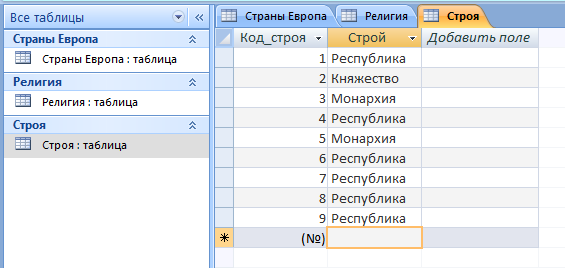 Все таблицы
Страны Европа
Страны Европа : таблица
Религия
Религия : таблица
Строя
Строя : таблица
Страны Европа Религия Строя
Код_строя Строй Добавить поле
1 Республика
2 Княжество
3 Монархия
4 Республика
5 Монархия
6 Республика
7 Республика
8 Республика
9 Республика
(№)